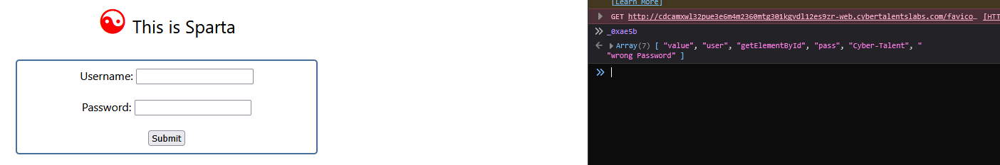 This is Sparta
Username:
Password:
Submit
[Learn More]
GET http://cdcamxwl32pue3e6m4m2360mtg301kgvdl12es9zr-web.cybertalentslabs.com/favico… [HTT
_0xae5b
Array(7) [ "value", "user", "getElementById", "pass", "Cyber-Talent", "
"wrong Password" ]